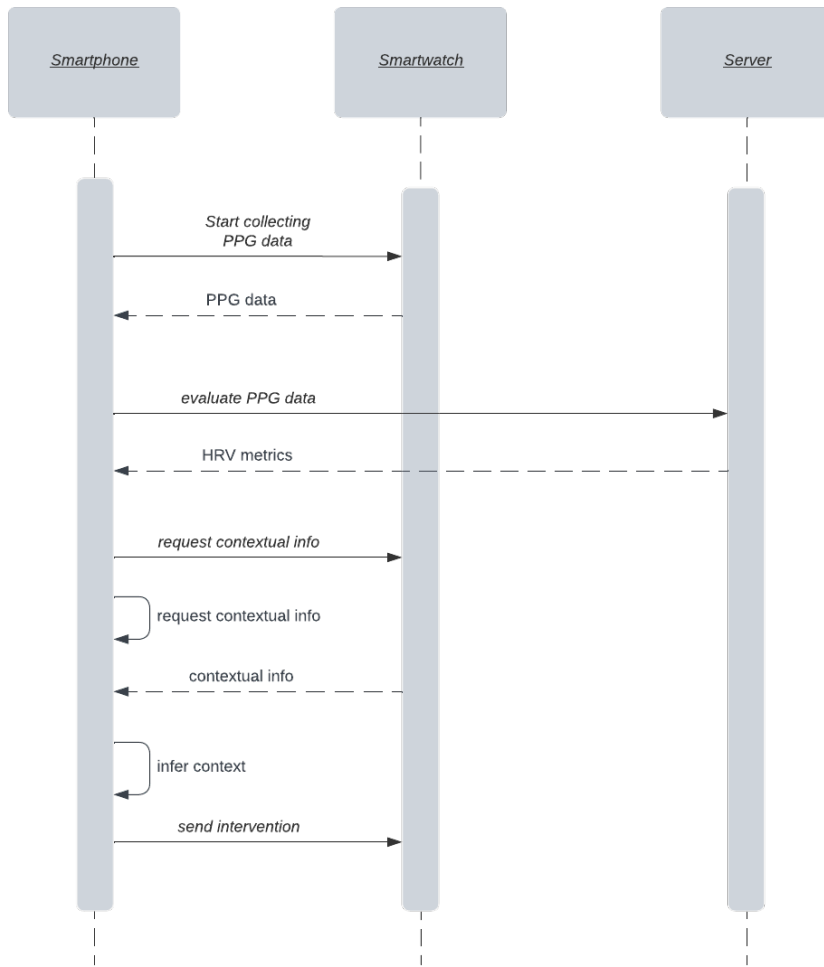 Smartphone
Smartwatch
Server
Start collecting
PPG data
PPG data
evaluate PPG data
HRV metrics
request contextual info
request contextual info
contextual info
infer context
send intervention